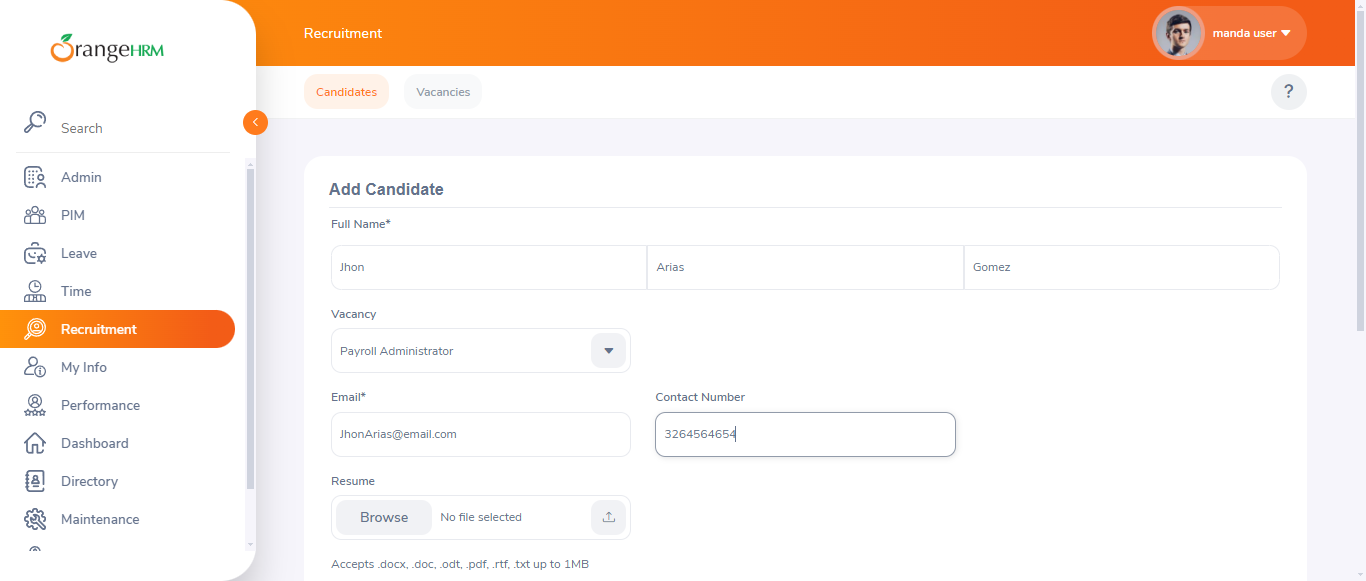 OrangeHRM
Search
Admin
PIM
Leave
Time
Recruitment
My Info
Performance
Dashboard
Directory
Maintenance
Recruitment
manda user
Candidates
Vacancies
?
Add Candidate
Full Name*
Jhon Arias Gomez
Vacancy
Payroll Administrator
Email* Contact Number
JhonArias@email.com 3264564654
Resume
Browse No file selected
Accepts .docx, .doc, .odt, .pdf, .rtf, .txt up to 1MB